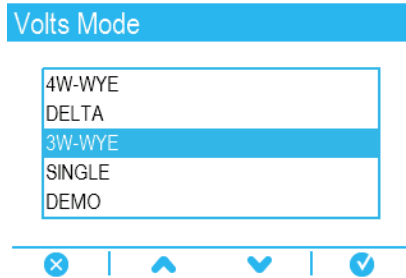 Volts Mode
4W-WYE
DELTA
3W-WYE
SINGLE
DEMO